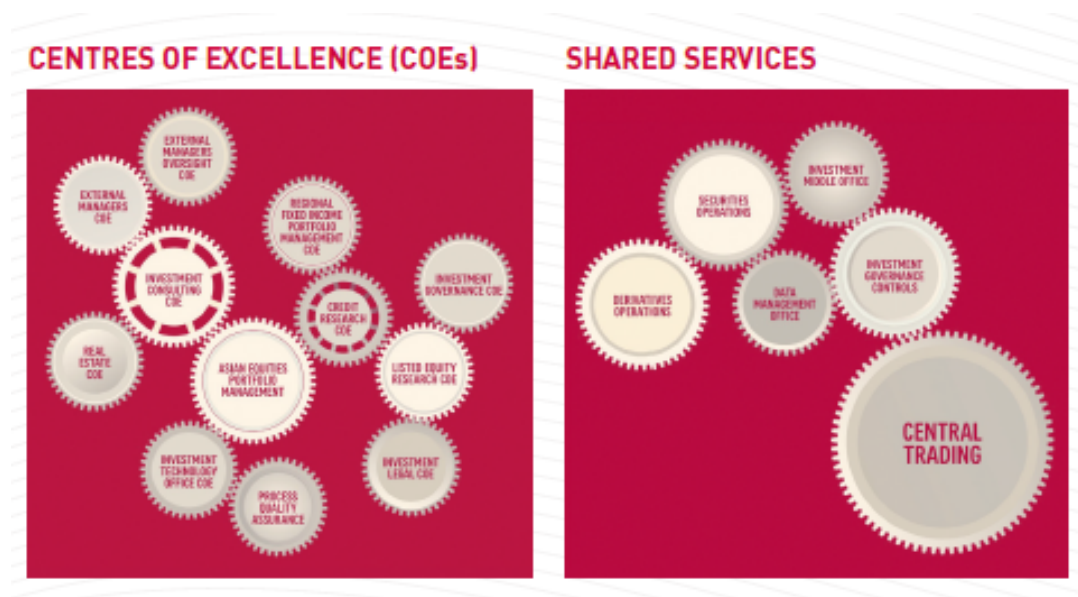 CENTRES OF EXCELLENCE (COEs)
EXTERNAL
MANAGERS
OVERSIGHT
COE
EXTERNAL
MANAGERS
COE
REGIONAL
FIXED INCOME
PORTFOLIO
MANAGEMENT
COE
INVESTMENT
CONSULTING
COE
INVESTMENT
GOVERNANCE COE
CREDIT
RESEARCH
COE
REAL
ESTATE
COE
ASIAN EQUITIES
PORTFOLIO
MANAGEMENT
LISTED EQUITY
RESEARCH COE
INVESTMENT
TECHNOLOGY
OFFICE COE
INVESTMENT
LEGAL COE
PROCESS
QUALITY
ASSURANCE
SHARED SERVICES
INVESTMENT
MIDDLE OFFICE
SECURITIES
OPERATIONS
INVESTMENT
GOVERNANCE
CONTROLS
DERIVATIVES
OPERATIONS
DATA
MANAGEMENT
OFFICE
CENTRAL
TRADING